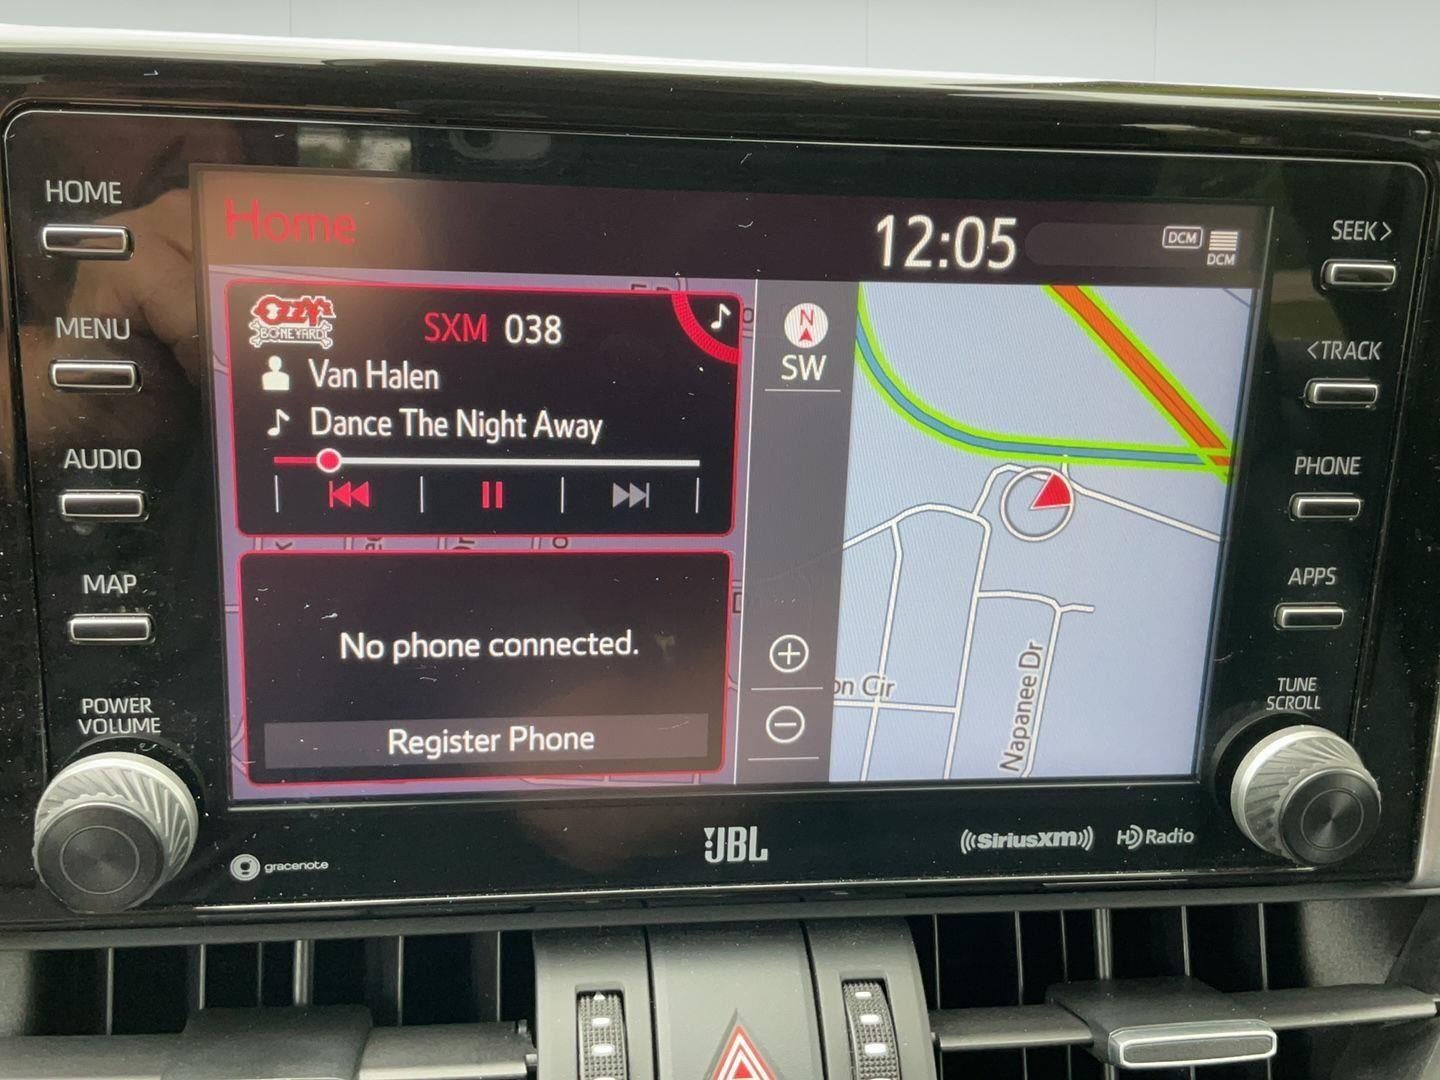 HOME
MENU
AUDIO
MAP
POWER
VOLUME
Home
12:05
DCM
DCM
OZZY's
BONEYARD
SXM 038
Van Halen
Dance The Night Away
No phone connected.
Register Phone
N
SW
on Cir
Napanee Dr
SEEK>
<TRACK
PHONE
APPS
TUNE
SCROLL
gracenote
JBL
((SiriusXM))
HD Radio